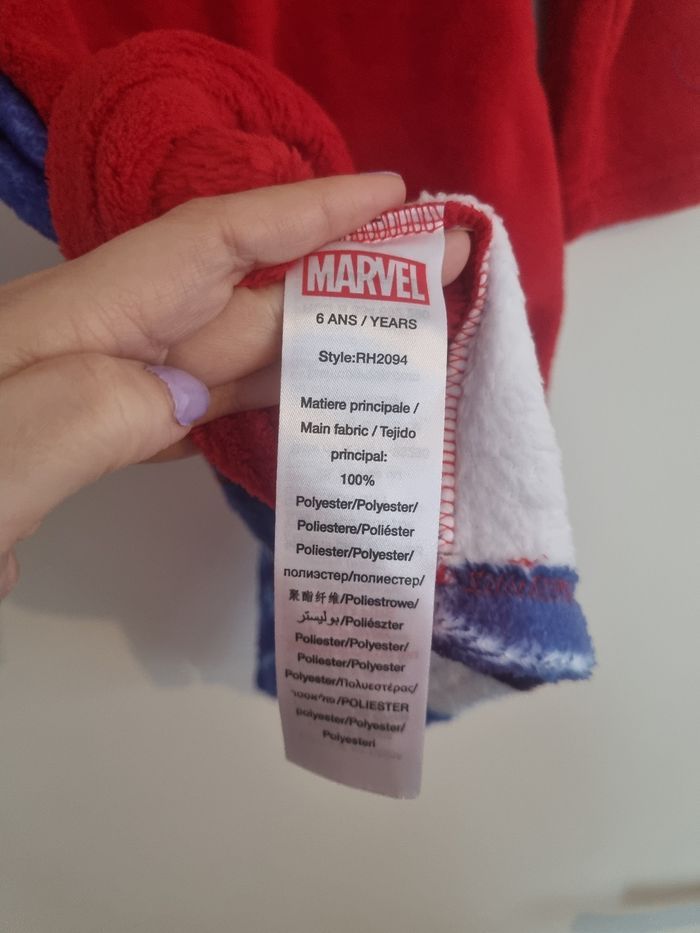 MARVEL
6 ANS / YEARS
Style:RH2094
Matiere principale /
Main fabric / Tejido
principal:
100%
Polyester/Polyester/
Poliestere/Poliéster
Poliester/Polyester/
полиэстер/полиестер/
聚酯纤维/Poliestrowe/
بوليستر/Poliészter
Poliester/Polyester/
Poliester/Polyester
Polyester/Πολυεστέρας/
/POLIESTER
polyester/Polyester/
Polyesteri